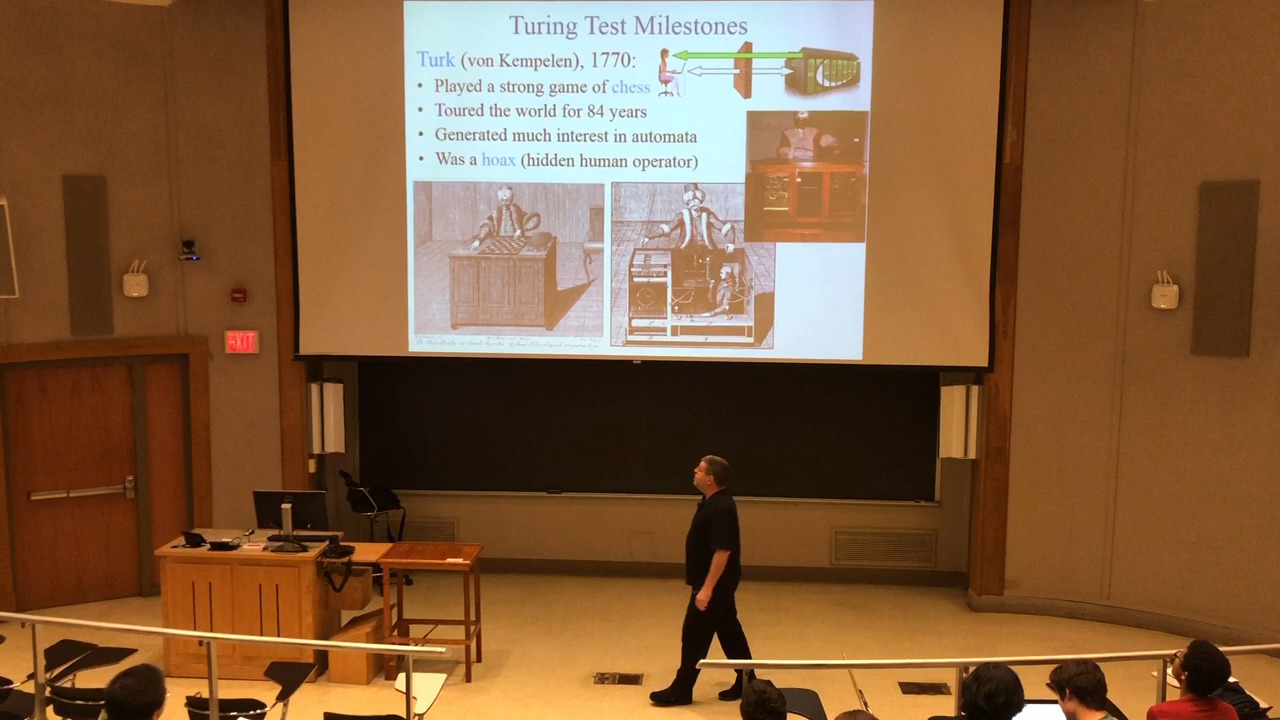 Turing Test Milestones
Turk (von Kempelen), 1770:
• Played a strong game of chess
• Toured the world for 84 years
• Generated much interest in automata
• Was a hoax (hidden human operator)
EXIT